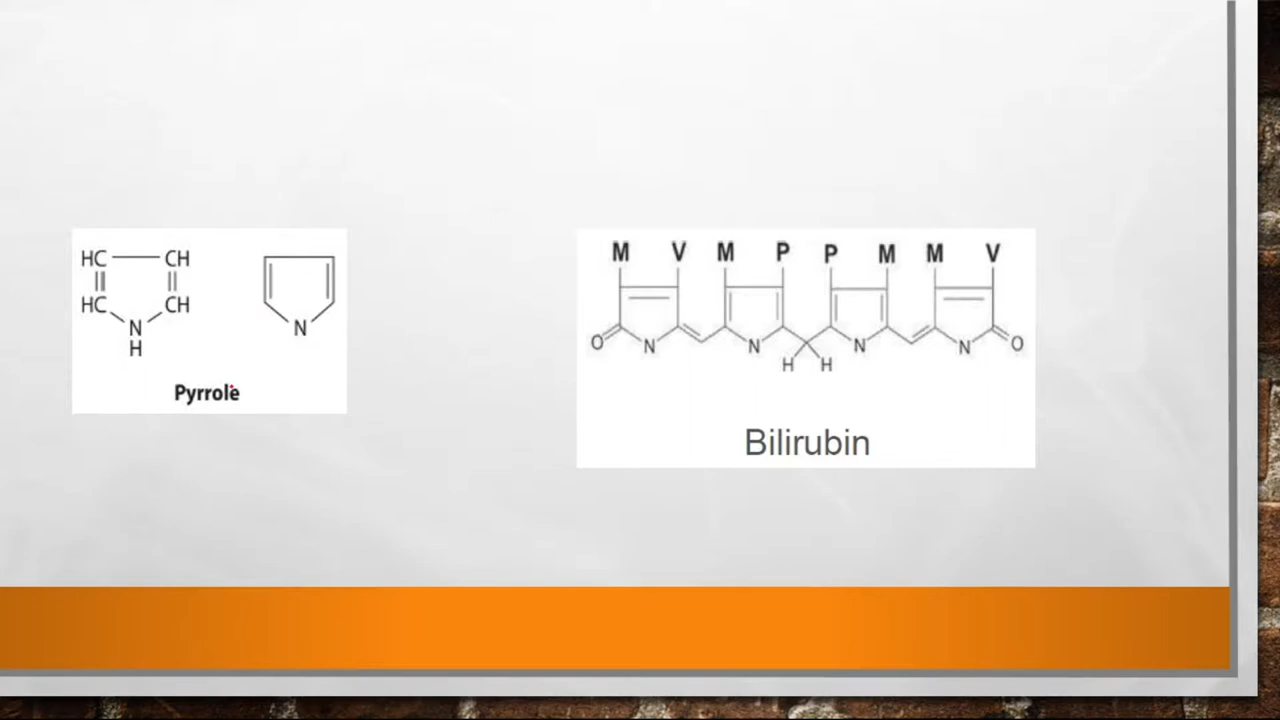 HC CH
HC CH
N
H
N
Pyrrole
M V M P P M M V
O N N N N O
H H
Bilirubin